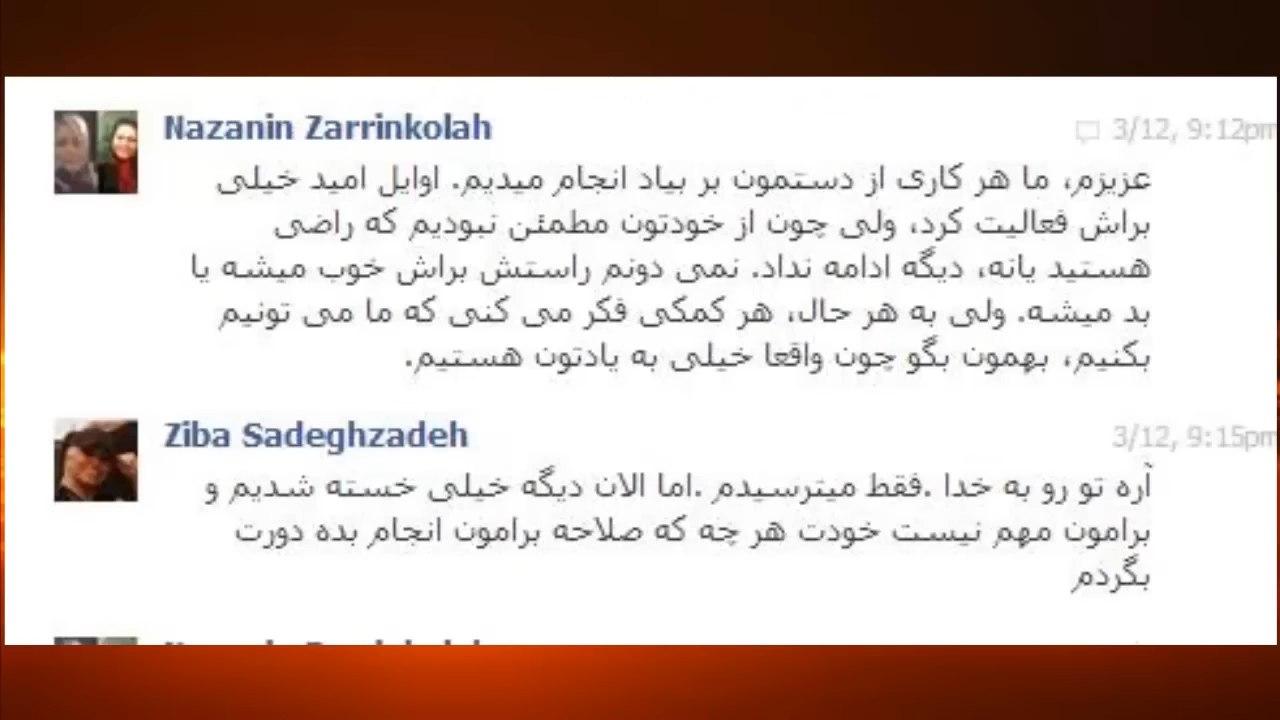 Nazanin Zarrinkolah
3/12, 9:12pm
عزیزم، ما هر کاری از دستمون بر بیاد انجام میدیم. اوایل امید خیلی
براش فعالیت کرد، ولی چون از خودتون مطمئن نبودیم که راضی
هستید یانه، دیگه ادامه نداد. نمی دونم راستش براش خوب میشه یا
بد میشه. ولی به هر حال، هر کمکی فکر می کنی که ما می تونیم
بکنیم، بهمون بگو چون واقعا خیلی به یادتون هستیم.
Ziba Sadeghzadeh
3/12, 9:15pm
آره تو رو به خدا .فقط میترسیدم .اما الان دیگه خیلی خسته شدیم و
برامون مهم نیست خودت هر چه که صلاحه برامون انجام بده دورت
بگردم